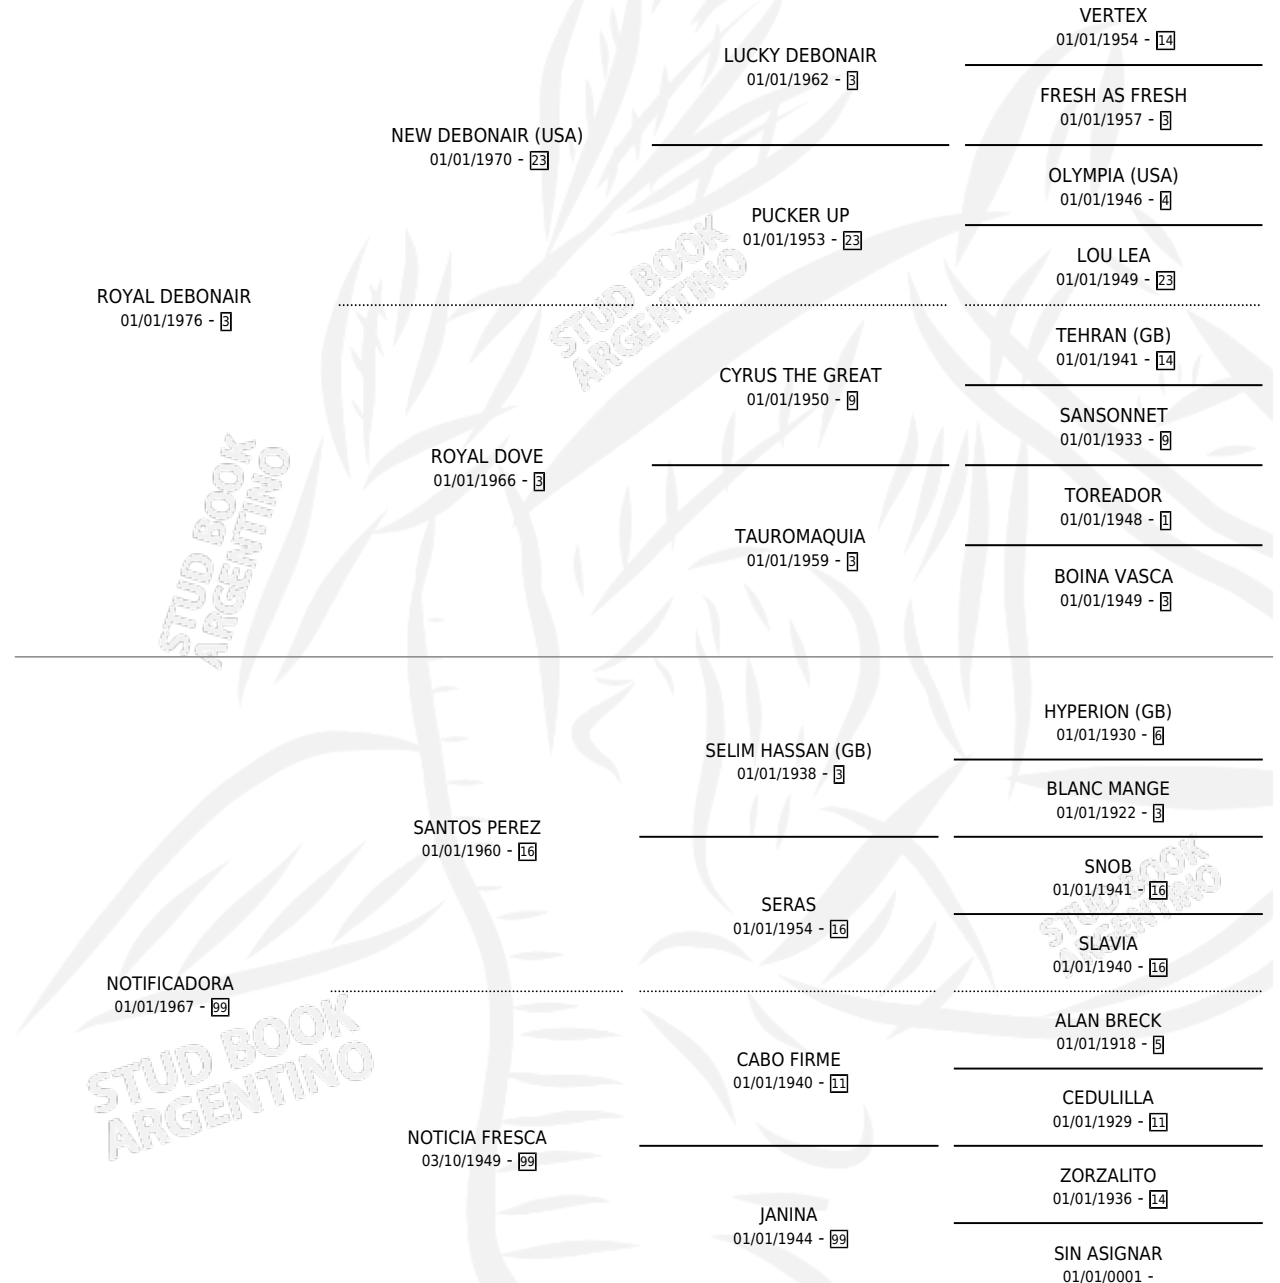 VERTEX
01/01/1954 - 14
LUCKY DEBONAIR
01/01/1962 - 3
FRESH AS FRESH
01/01/1957 - 3
NEW DEBONAIR (USA)
01/01/1970 - 23
OLYMPIA (USA)
01/01/1946 - 4
PUCKER UP
01/01/1953 - 23
LOU LEA
01/01/1949 - 23
ROYAL DEBONAIR
01/01/1976 - 3
TEHRAN (GB)
01/01/1941 - 14
CYRUS THE GREAT
01/01/1950 - 9
SANSONNET
01/01/1933 - 9
ROYAL DOVE
01/01/1966 - 3
TOREADOR
01/01/1948 - 1
TAUROMAQUIA
01/01/1959 - 3
BOINA VASCA
01/01/1949 - 3
HYPERION (GB)
01/01/1930 - 6
SELIM HASSAN (GB)
01/01/1938 - 3
BLANC MANGE
01/01/1922 - 3
SANTOS PEREZ
01/01/1960 - 16
SNOB
01/01/1941 - 16
SERAS
01/01/1954 - 16
SLAVIA
01/01/1940 - 16
NOTIFICADORA
01/01/1967 - 99
ALAN BRECK
01/01/1918 - 5
CABO FIRME
01/01/1940 - 11
CEDULILLA
01/01/1929 - 11
NOTICIA FRESCA
03/10/1949 - 99
ZORZALITO
01/01/1936 - 14
JANINA
01/01/1944 - 99
SIN ASIGNAR
01/01/0001 -
STUD BOOK
ARGENTINO
STUD BOOK
ARGENTINO
STUD BOOK
ARGENTINO
STUD BOOK
ARGENTINO